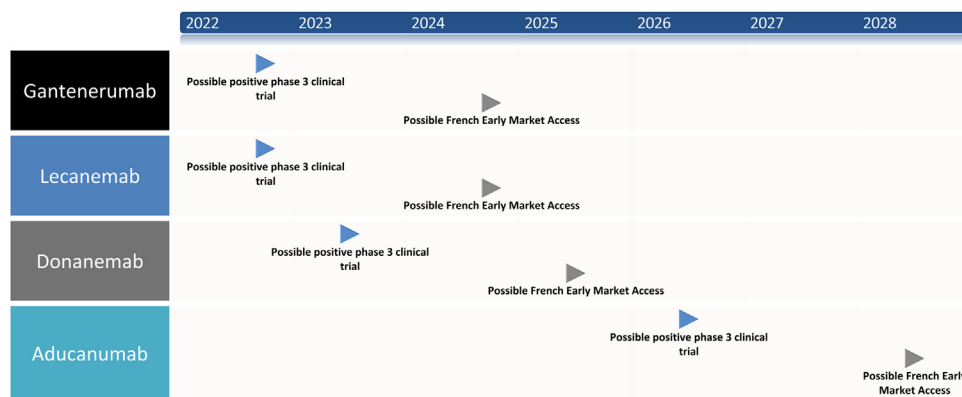 2022 2023 2024 2025 2026 2027 2028
Gantenerumab
Possible positive phase 3 clinical
trial
Possible French Early Market Access
Lecanemab
Possible positive phase 3 clinical
trial
Possible French Early Market Access
Donanemab
Possible positive phase 3 clinical
trial
Possible French Early Market Access
Aducanumab
Possible positive phase 3 clinical
trial
Possible French Early
Market Access